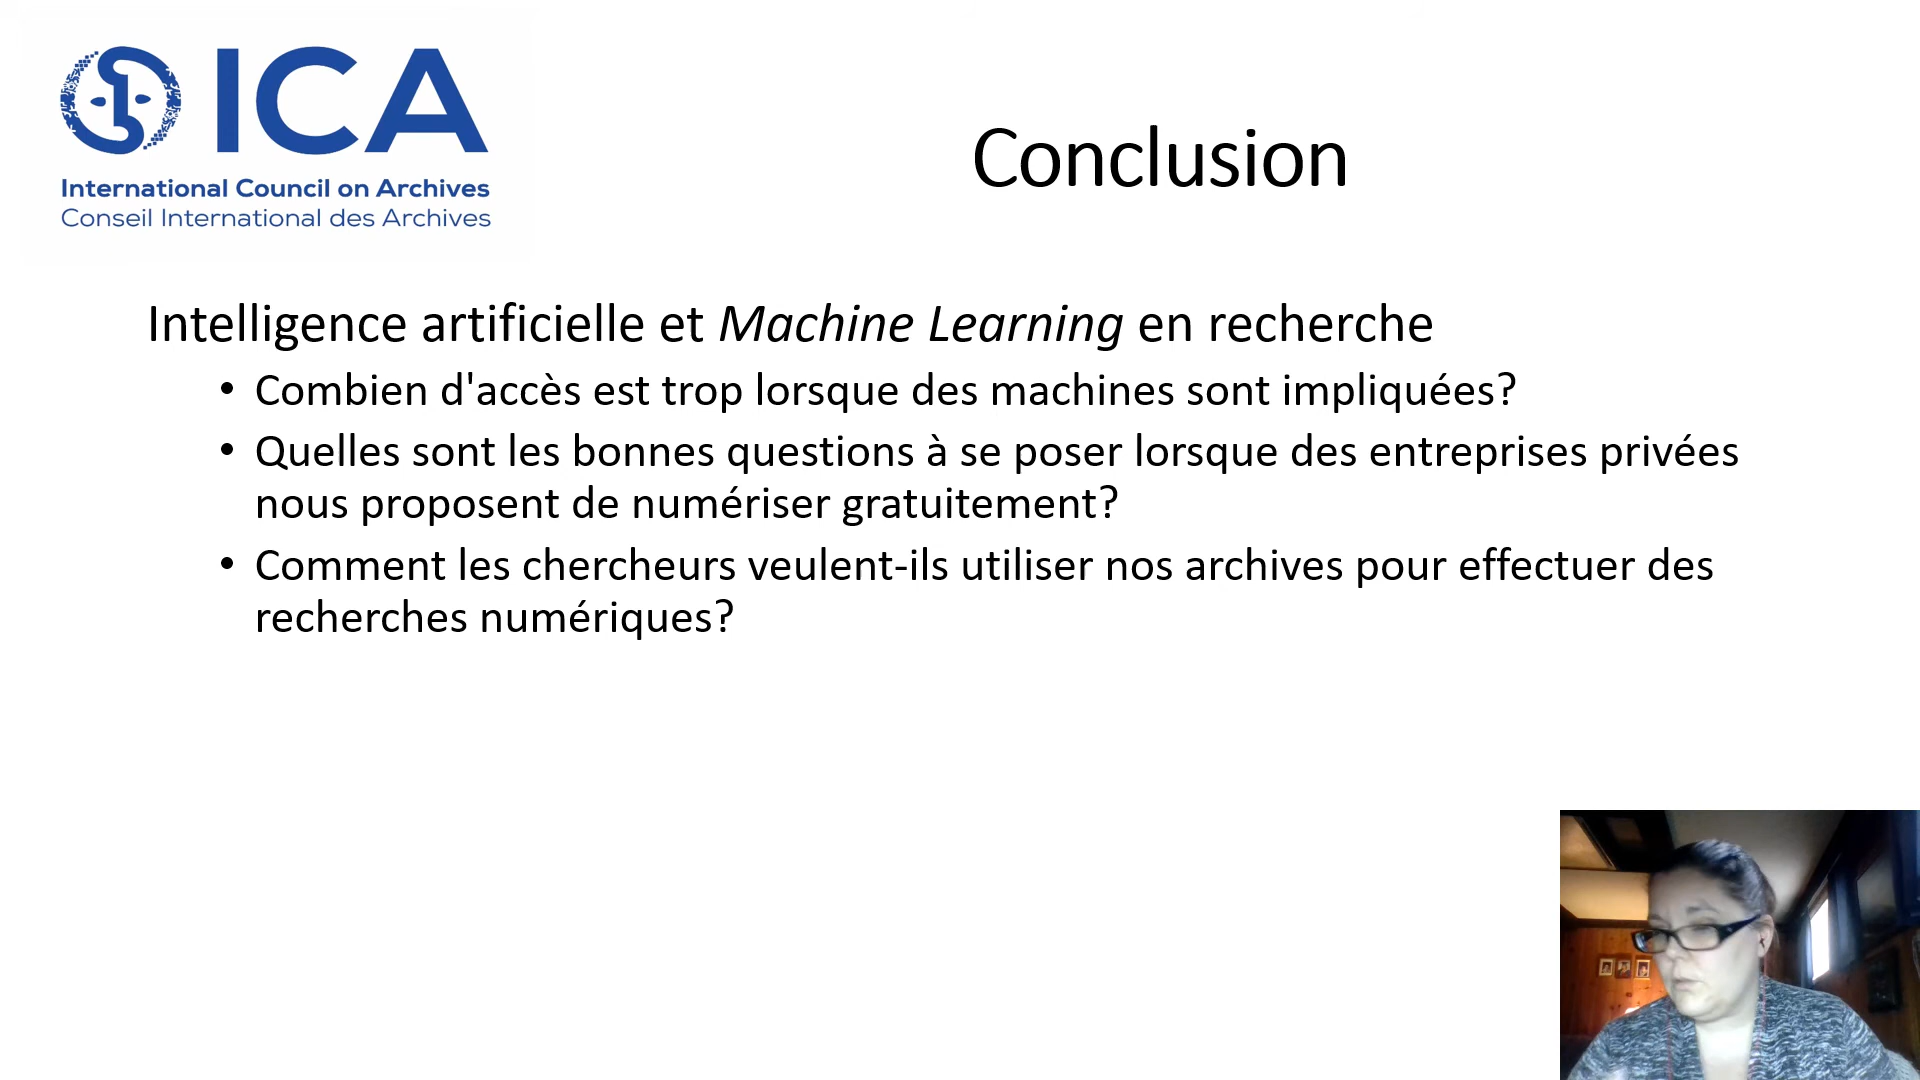 ICA
International Council on Archives
Conseil International des Archives
Conclusion
Intelligence artificielle et Machine Learning en recherche
• Combien d'accès est trop lorsque des machines sont impliquées?
• Quelles sont les bonnes questions à se poser lorsque des entreprises privées
nous proposent de numériser gratuitement?
• Comment les chercheurs veulent-ils utiliser nos archives pour effectuer des
recherches numériques?